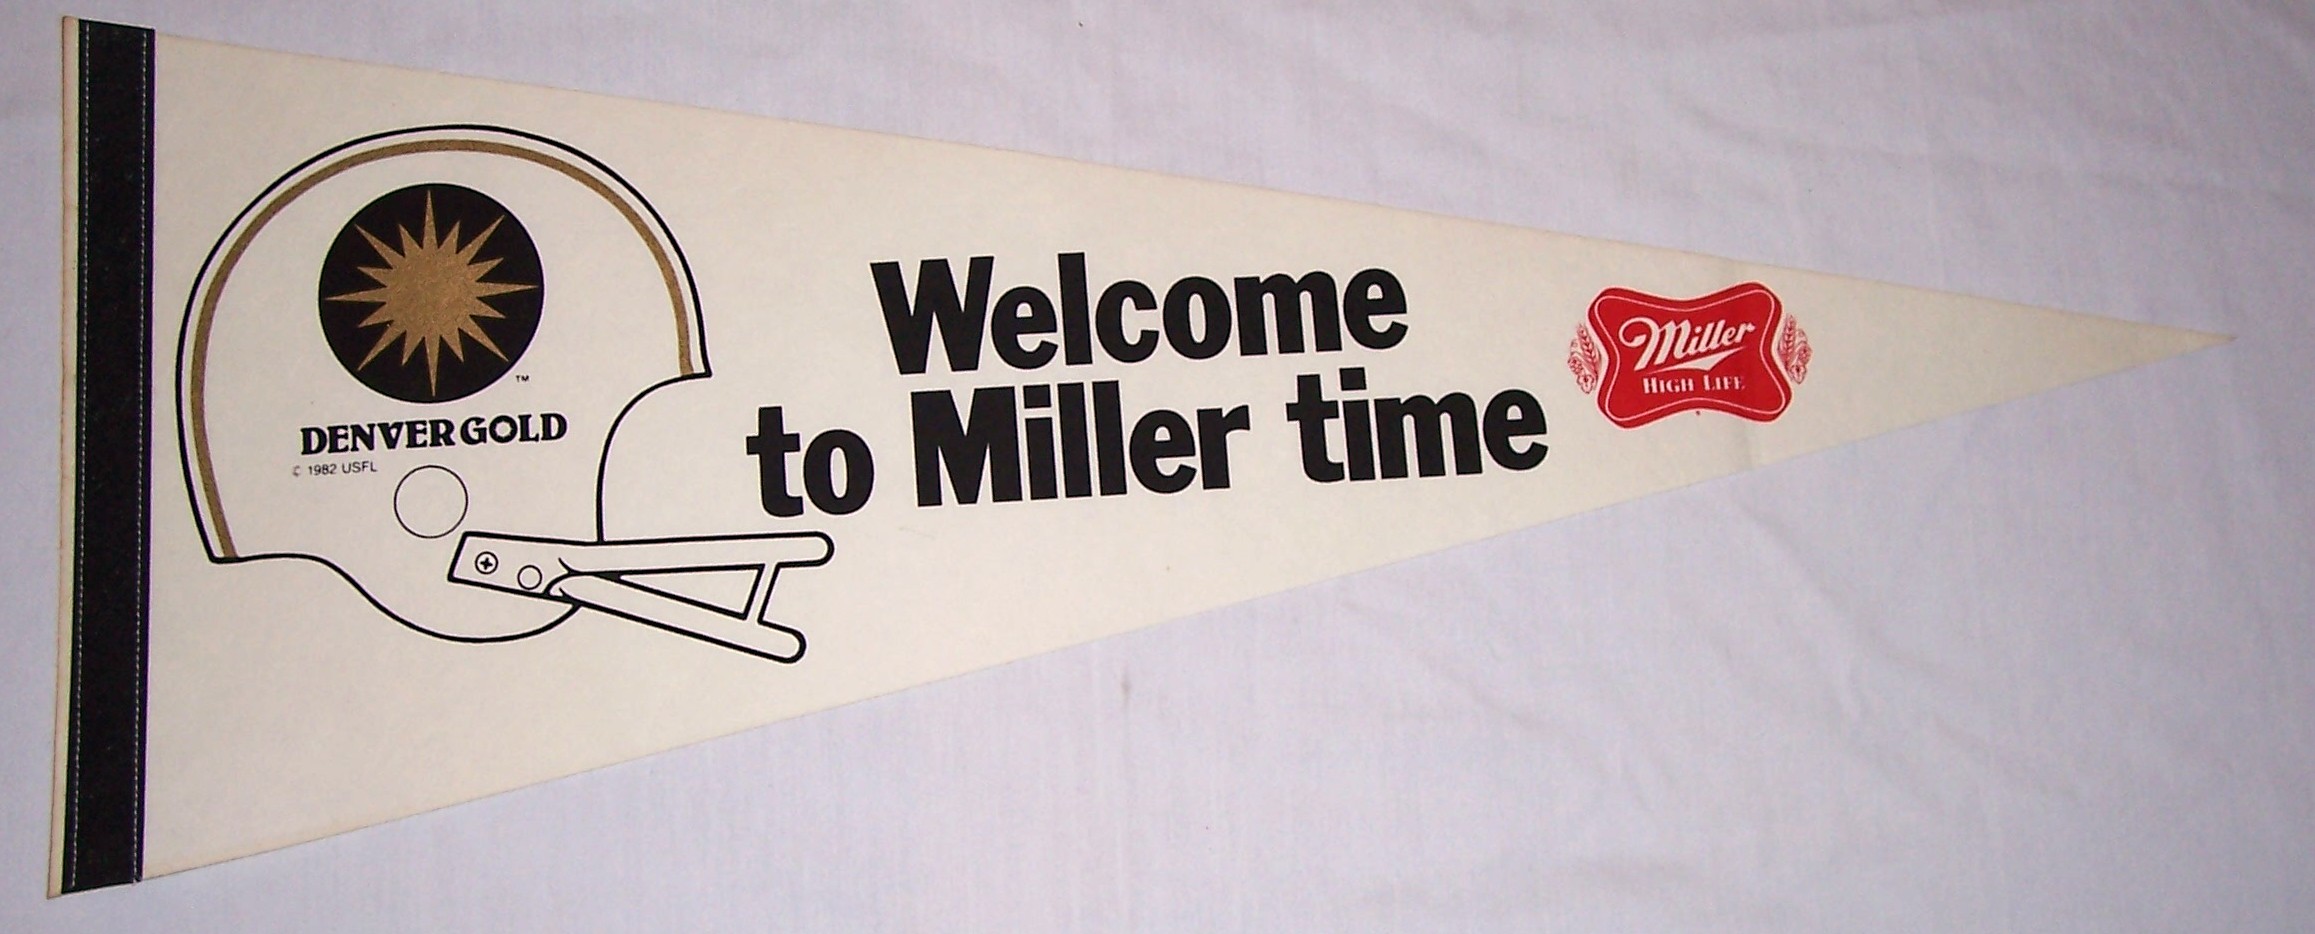 TM
DENVER GOLD
© 1982 USFL
Welcome
to Miller time
Miller
HIGH LIFE